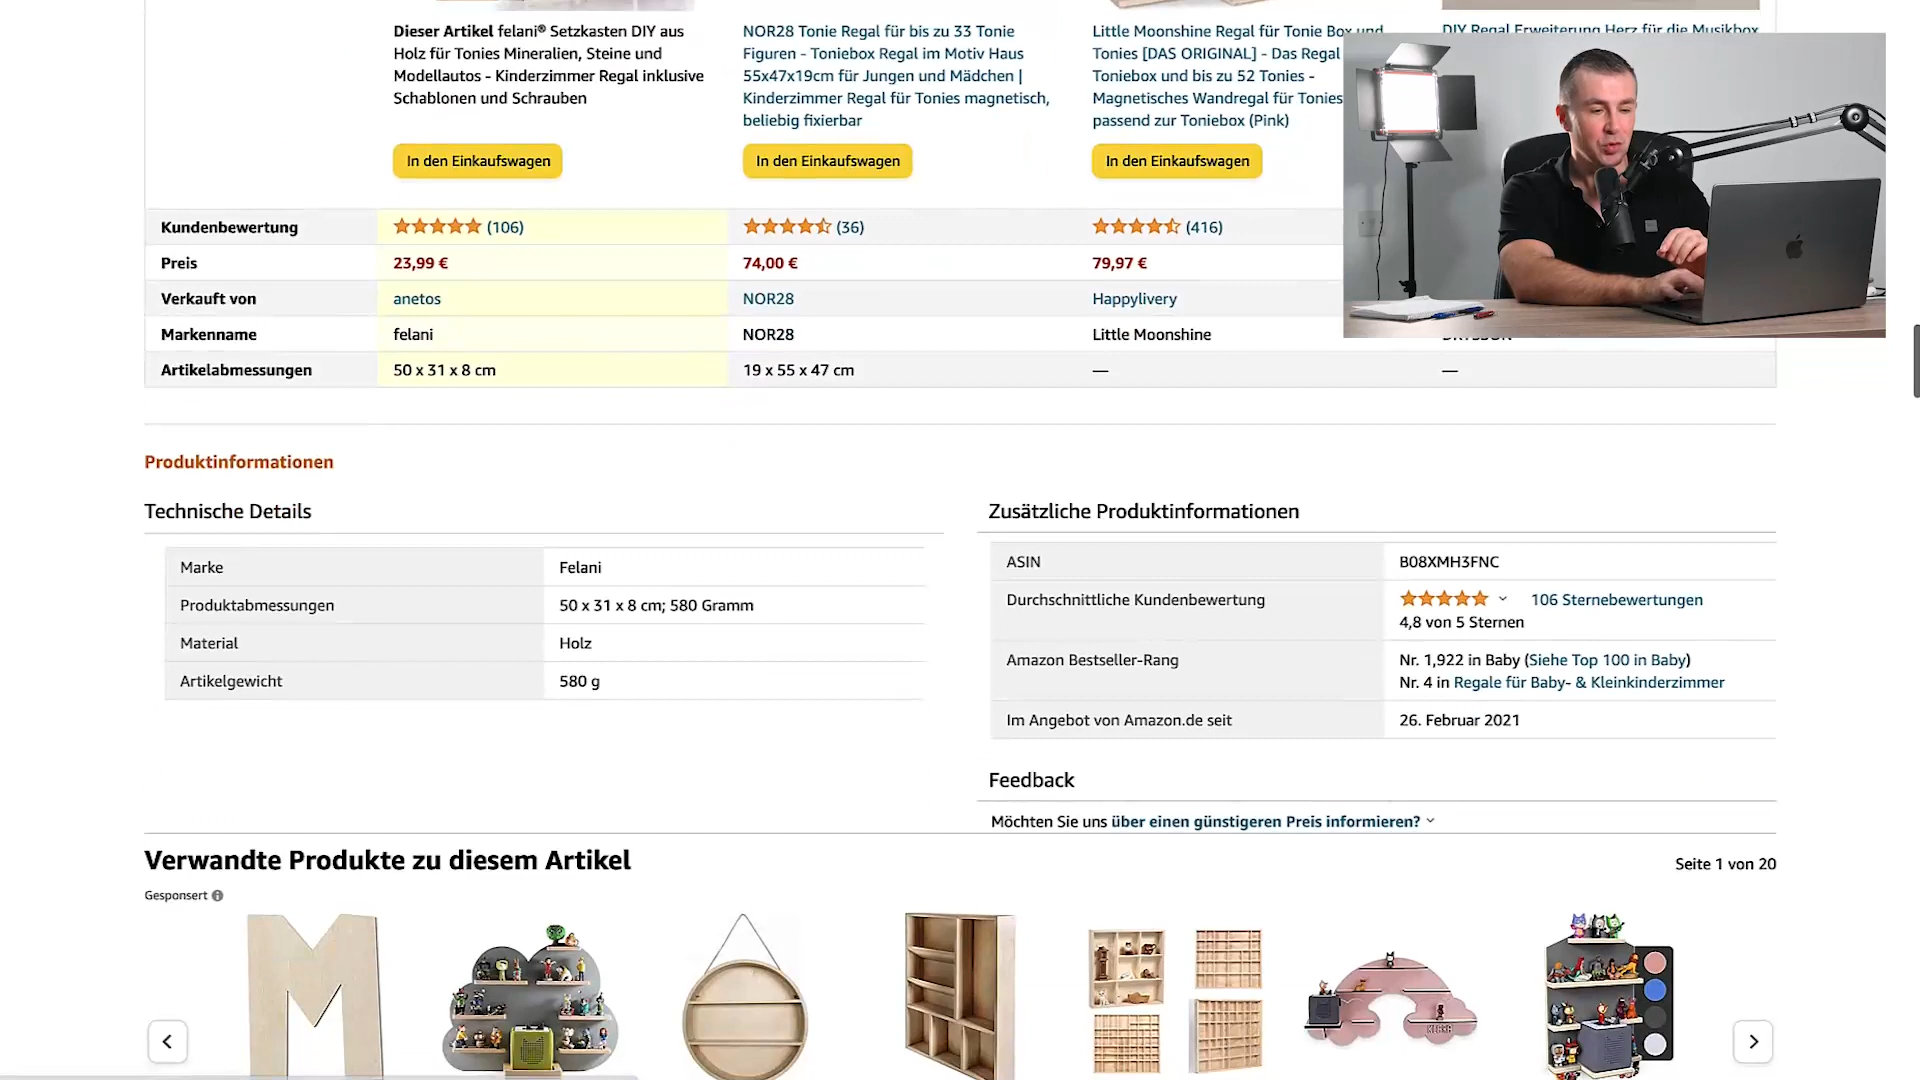 Dieser Artikel felani® Setzkasten DIY aus
Holz für Tonies Mineralien, Steine und
Modellautos - Kinderzimmer Regal inklusive
Schablonen und Schrauben
NOR28 Tonie Regal für bis zu 33 Tonie
Figuren - Toniebox Regal im Motiv Haus
55x47x19cm für Jungen und Mädchen |
Kinderzimmer Regal für Tonies magnetisch,
beliebig fixierbar
Little Moonshine Regal für Tonie Box und
Tonies [DAS ORIGINAL] - Das Regal
Toniebox und bis zu 52 Tonies -
Magnetisches Wandregal für Tonies
passend zur Toniebox (Pink)
DIY Regal Erweiterung Herz für die Musikbox
In den Einkaufswagen
In den Einkaufswagen
In den Einkaufswagen
Kundenbewertung (106) (36) (416)
Preis 23,99 € 74,00 € 79,97 €
Verkauft von anetos NOR28 Happylivery
Markenname felani NOR28 Little Moonshine
Artikelabmessungen 50 x 31 x 8 cm 19 x 55 x 47 cm — —
Produktinformationen
Technische Details
Marke Felani
Produktabmessungen 50 x 31 x 8 cm; 580 Gramm
Material Holz
Artikelgewicht 580 g
Zusätzliche Produktinformationen
ASIN B08XMH3FNC
Durchschnittliche Kundenbewertung 106 Sternebewertungen
4,8 von 5 Sternen
Amazon Bestseller-Rang Nr. 1,922 in Baby (Siehe Top 100 in Baby)
Nr. 4 in Regale für Baby- & Kleinkinderzimmer
Im Angebot von Amazon.de seit 26. Februar 2021
Feedback
Möchten Sie uns über einen günstigeren Preis informieren?
Verwandte Produkte zu diesem Artikel
Seite 1 von 20
Gesponsert